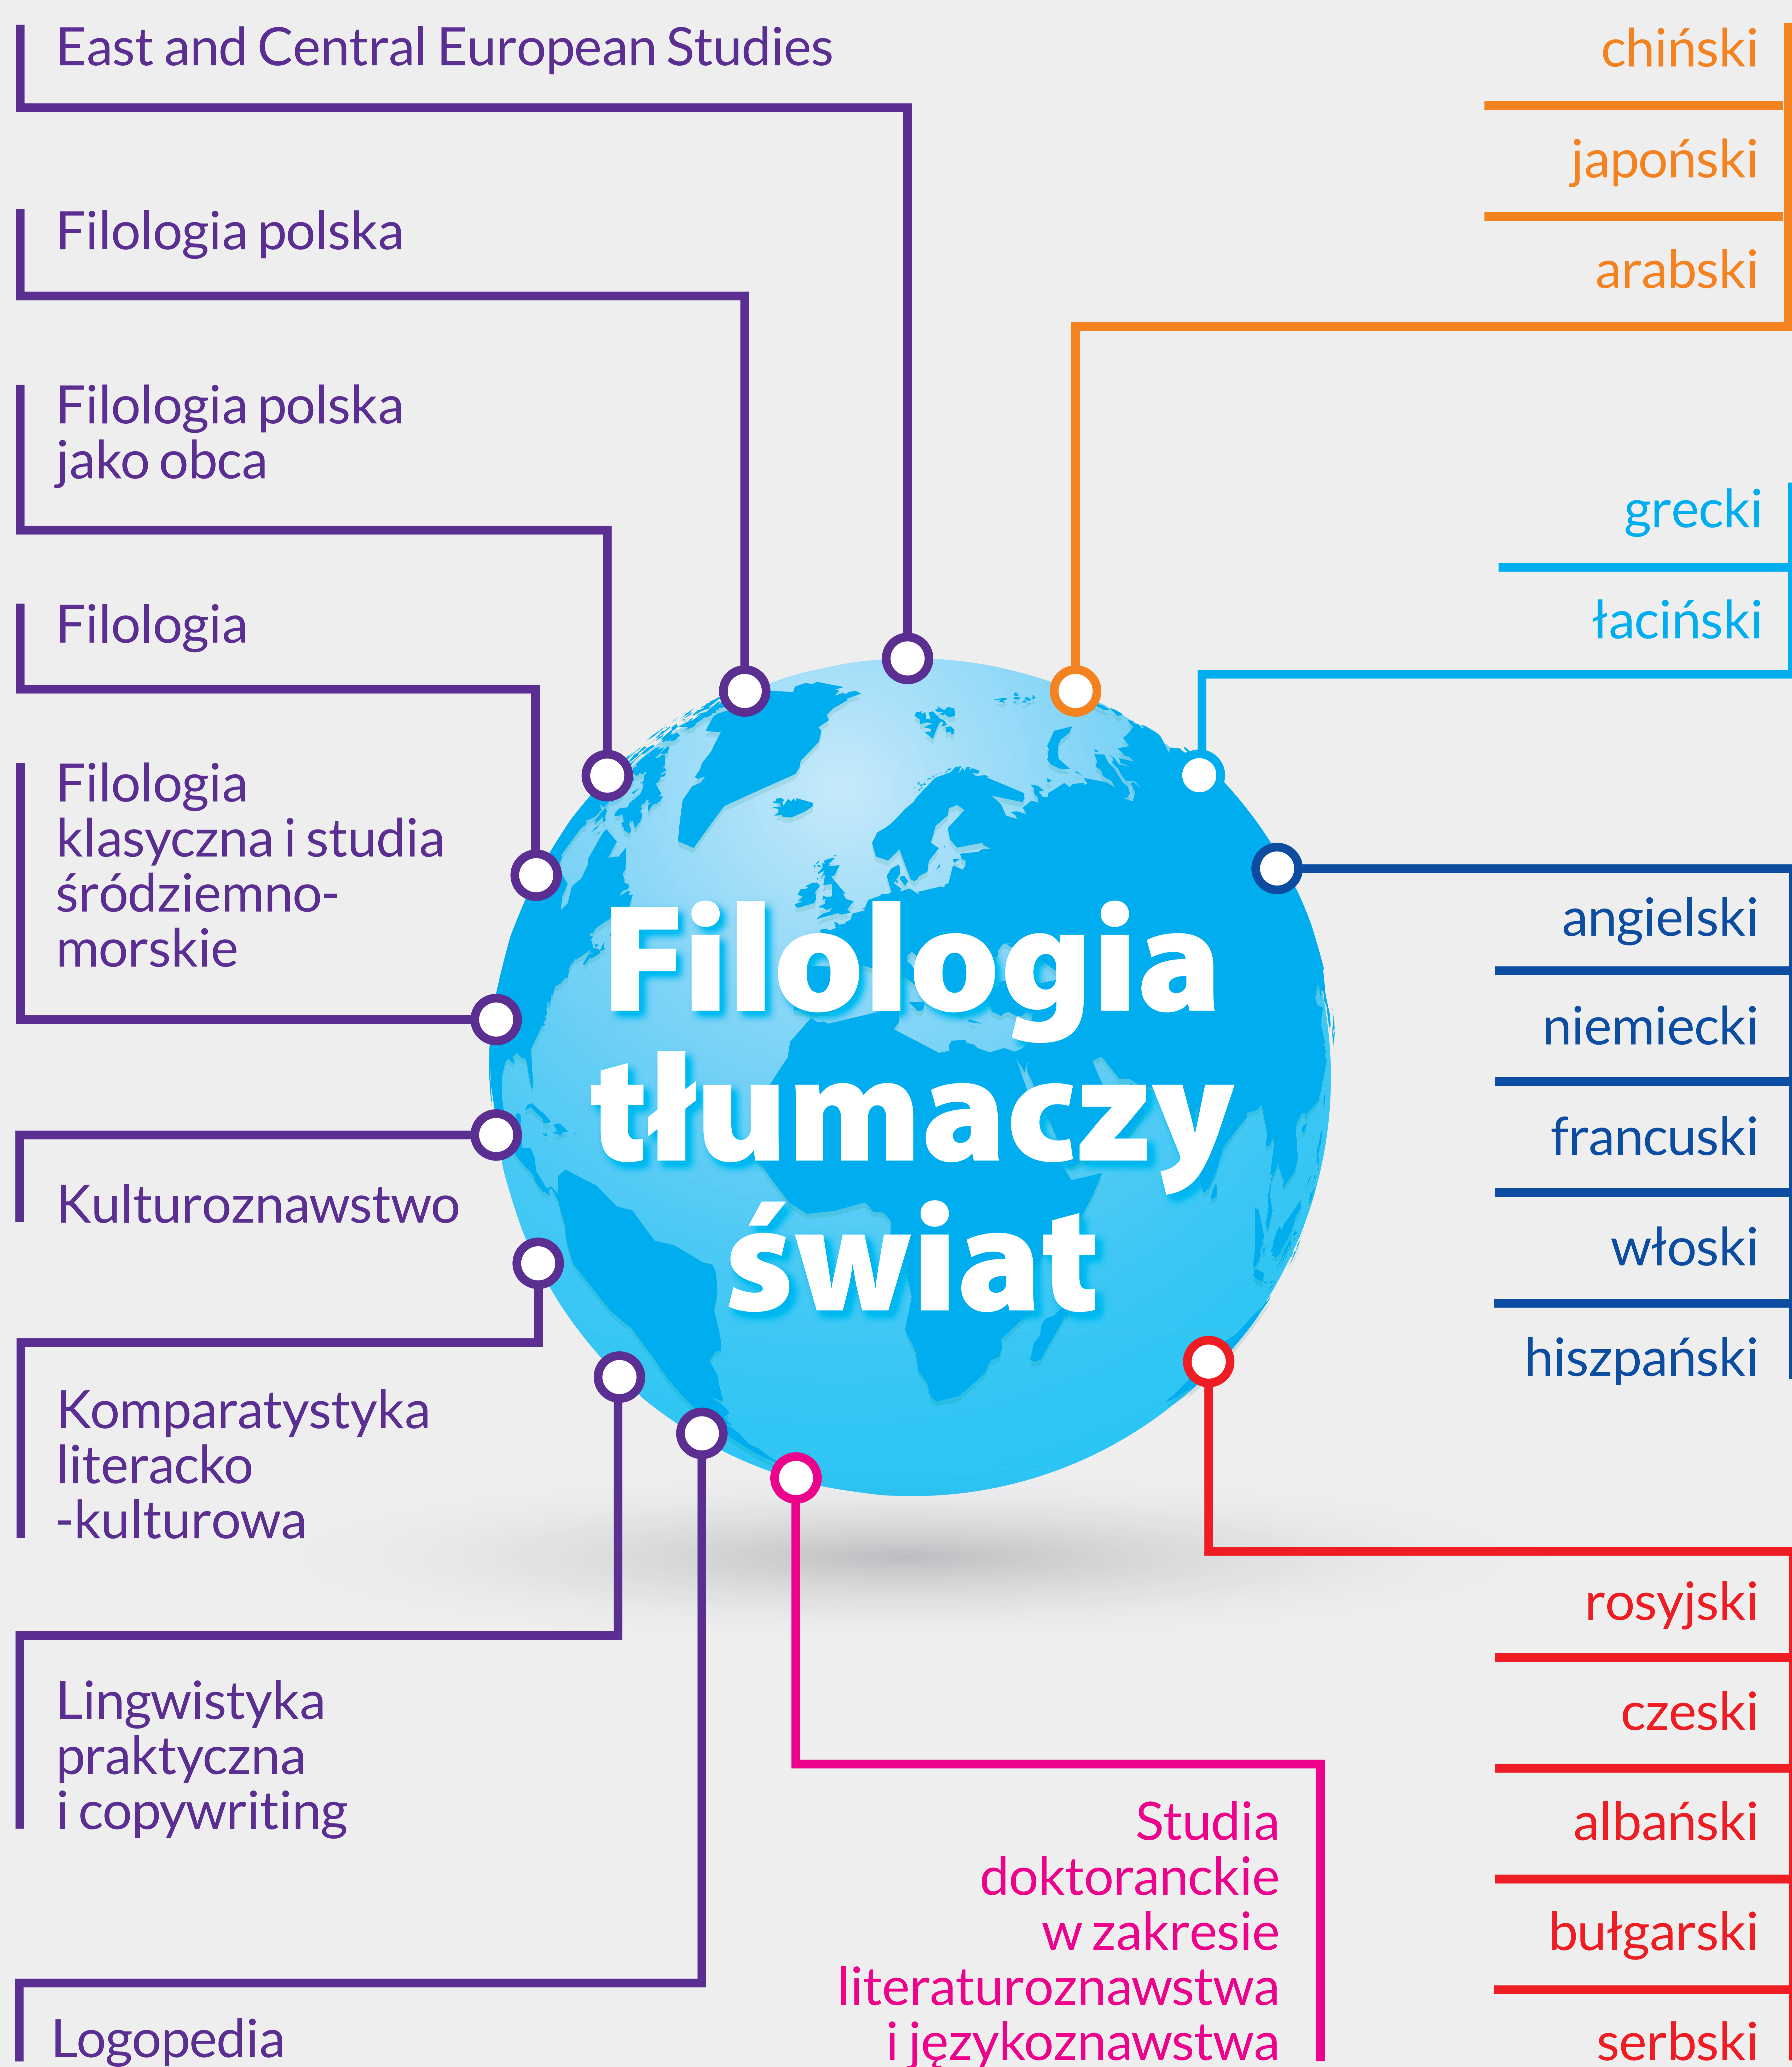 East and Central European Studies
Filologia polska
Filologia polska
jako obca
Filologia
Filologia
klasyczna i studia
śródziemno-
morskie
Kulturoznawstwo
Komparatystyka
literacko
-kulturowa
Lingwistyka
praktyczna
i copywriting
Logopedia
Filologia
tłumaczy
świat
Studia
doktoranckie
w zakresie
literaturoznawstwa
i językoznawstwa
chiński
japoński
arabski
grecki
łaciński
angielski
niemiecki
francuski
włoski
hiszpański
rosyjski
czeski
albański
bułgarski
serbski